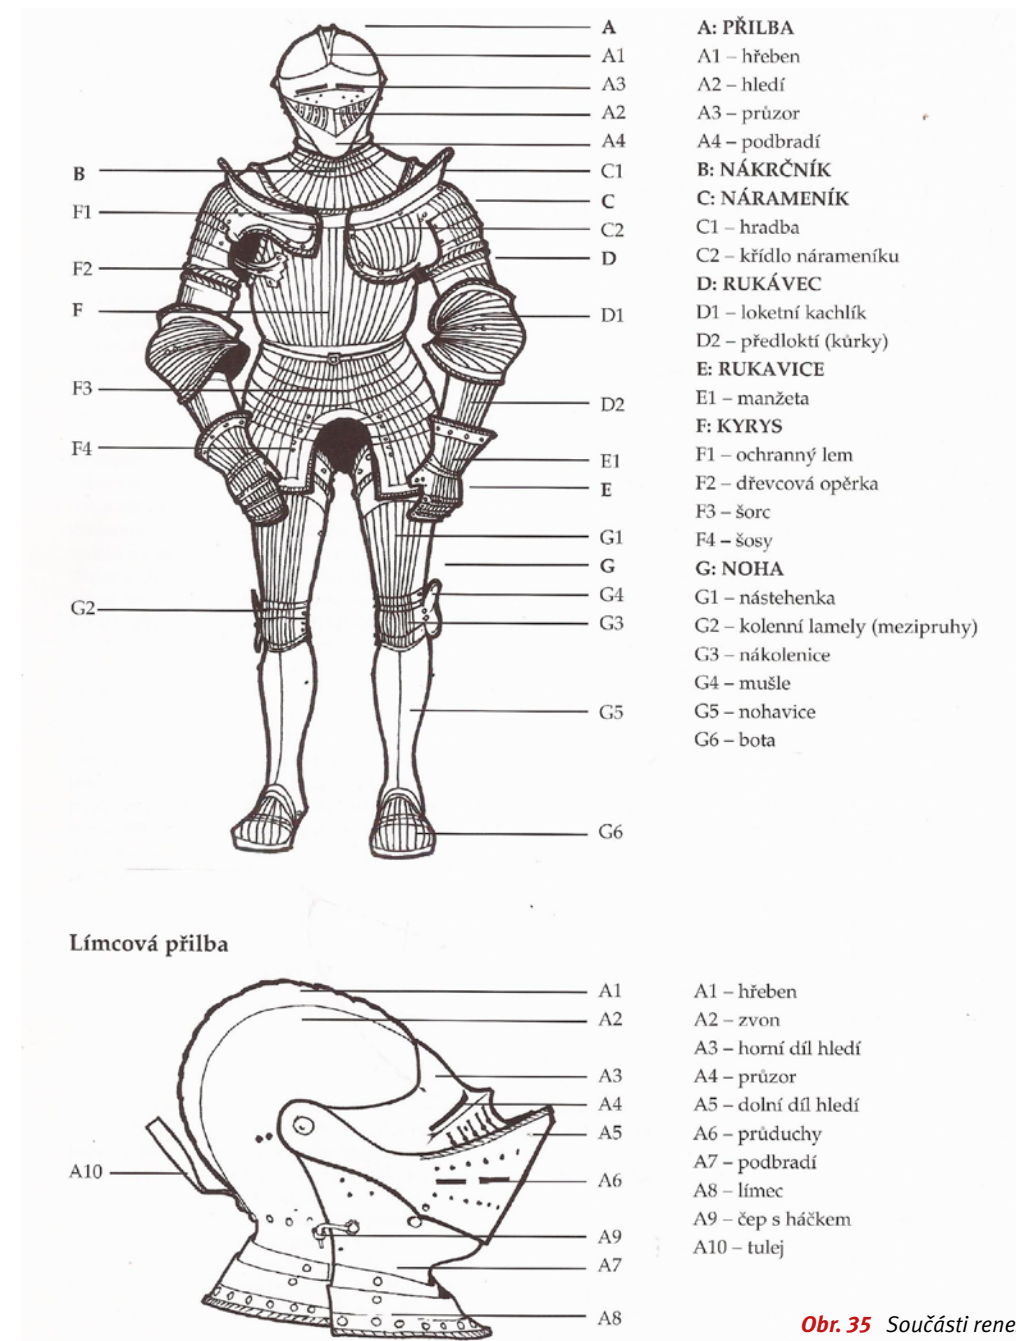 A
A1
A3
A2
A4
C1
C
C2
D
D1
D2
E1
E
G1
G
G4
G3
G5
G6
B
F1
F2
F
F3
F4
G2
A: PŘILBA
A1 – hřeben
A2 – hledí
A3 – průzor
A4 – podbradí
B: NÁKRČNÍK
C: NÁRAMENÍK
C1 – hradba
C2 – křídlo nárameníku
D: RUKÁVEC
D1 – loketní kachlík
D2 – předloktí (kůrky)
E: RUKAVICE
E1 – manžeta
F: KYRYS
F1 – ochranný lem
F2 – dřevcová opěrka
F3 – šorc
F4 – šosy
G: NOHA
G1 – nástehenka
G2 – kolenní lamely (mezipruhy)
G3 – nákolenice
G4 – mušle
G5 – nohavice
G6 – bota
Límcová přilba
A1
A2
A3
A4
A5
A6
A9
A7
A8
A10
A1 – hřeben
A2 – zvon
A3 – horní díl hledí
A4 – průzor
A5 – dolní díl hledí
A6 – průduchy
A7 – podbradí
A8 – límec
A9 – čep s háčkem
A10 – tulej
Obr. 35 Součásti rene